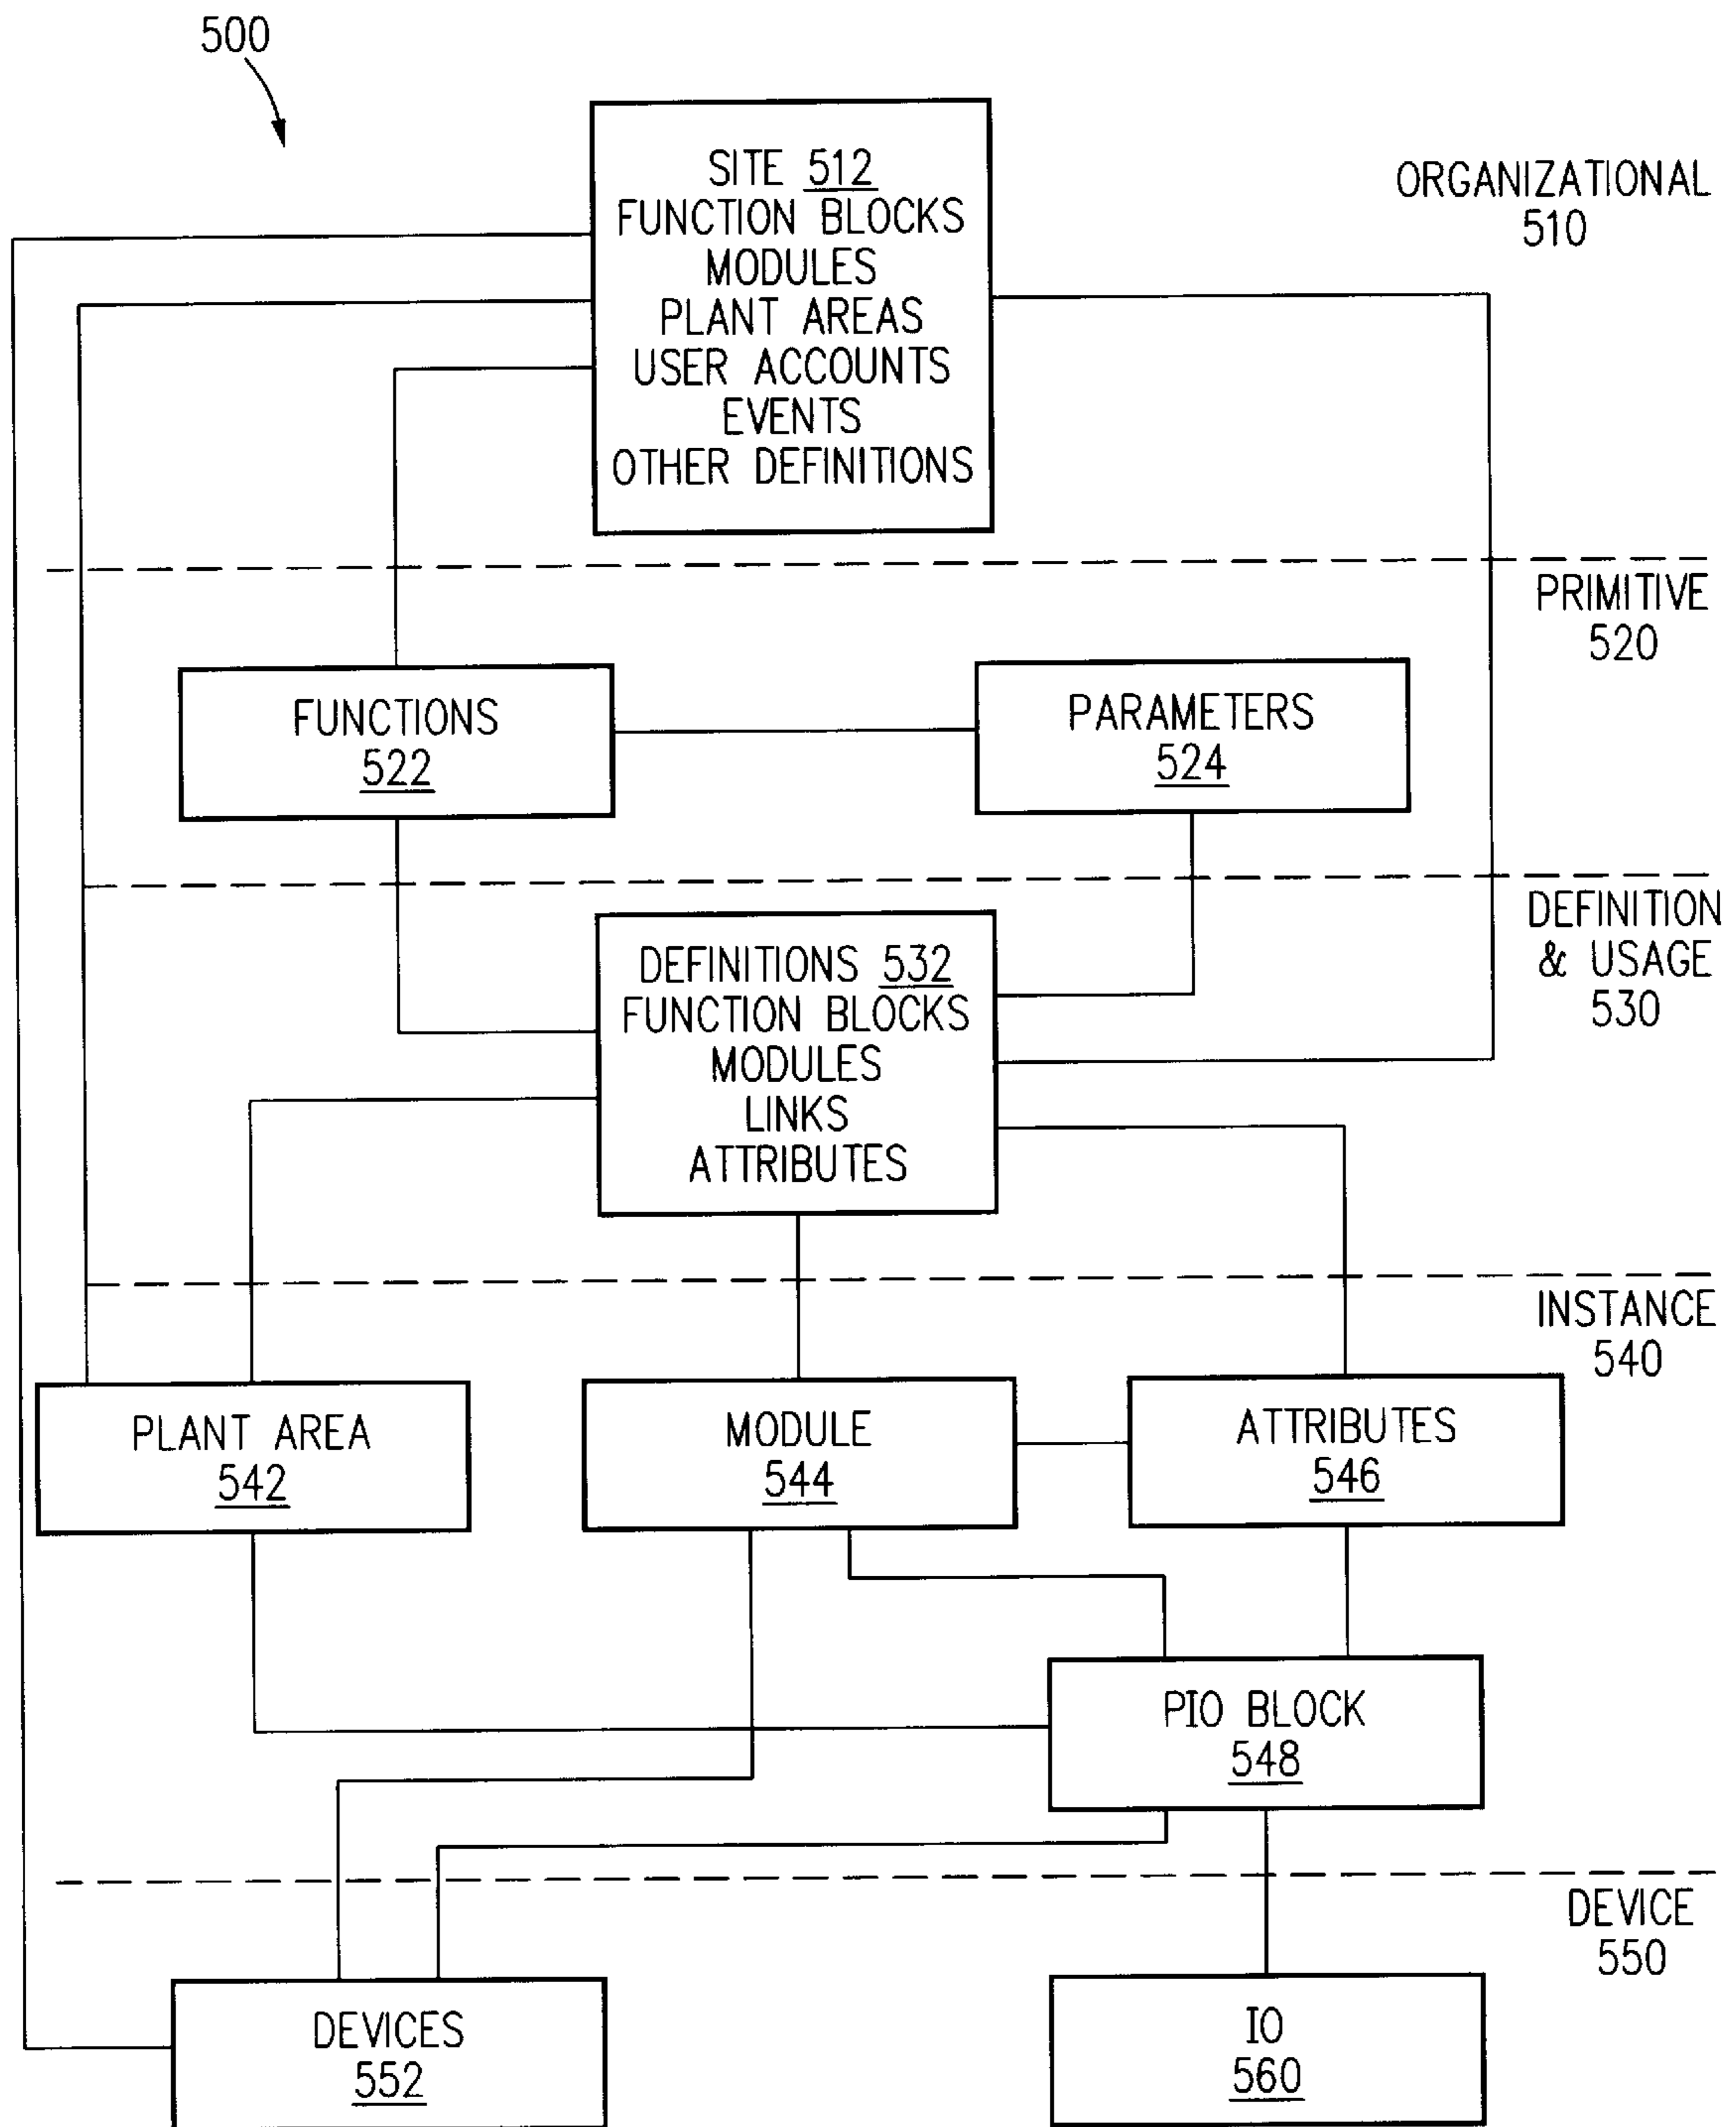 500
SITE 512
FUNCTION BLOCKS
MODULES
PLANT AREAS
USER ACCOUNTS
EVENTS
OTHER DEFINITIONS
ORGANIZATIONAL
510
PRIMITIVE
520
FUNCTIONS
522
PARAMETERS
524
DEFINITION
& USAGE
530
DEFINITIONS 532
FUNCTION BLOCKS
MODULES
LINKS
ATTRIBUTES
INSTANCE
540
PLANT AREA
542
MODULE
544
ATTRIBUTES
546
PIO BLOCK
548
DEVICE
550
DEVICES
552
IO
560